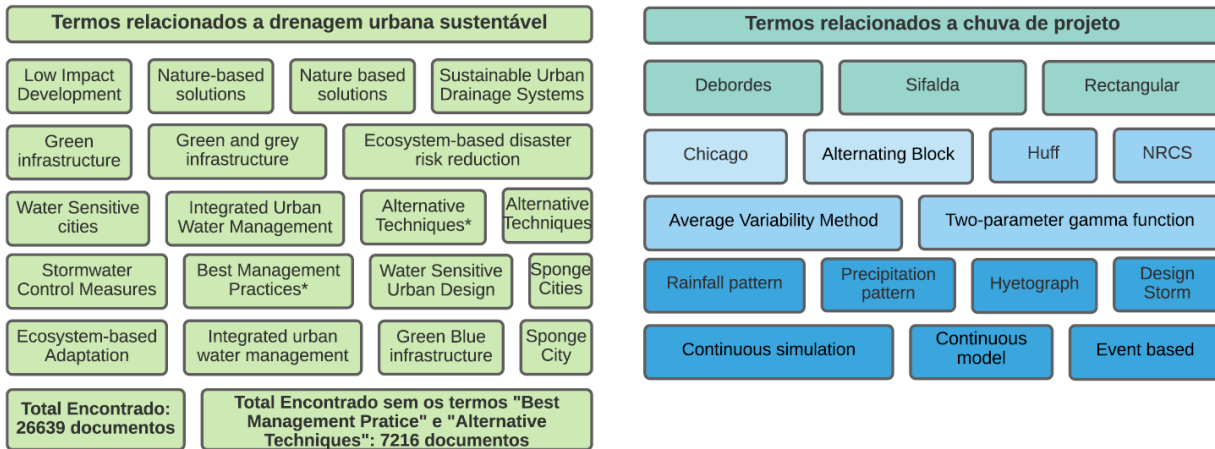 Termos relacionados a drenagem urbana sustentável
Low Impact
Development
Nature-based
solutions
Nature based
solutions
Sustainable Urban
Drainage Systems
Green
infrastructure
Green and grey
infrastructure
Ecosystem-based disaster
risk reduction
Water Sensitive
cities
Integrated Urban
Water Management
Alternative
Techniques*
Alternative
Techniques
Stormwater
Control Measures
Best Management
Practices*
Water Sensitive
Urban Design
Sponge
Cities
Ecosystem-based
Adaptation
Integrated urban
water management
Green Blue
infrastructure
Sponge
City
Total Encontrado:
26639 documentos
Total Encontrado sem os termos "Best
Management Pratice" e "Alternative
Techniques": 7216 documentos
Termos relacionados a chuva de projeto
Debordes
Sifalda
Rectangular
Chicago
Alternating Block
Huff
NRCS
Average Variability Method
Two-parameter gamma function
Rainfall pattern
Precipitation
pattern
Hyetograph
Design
Storm
Continuous simulation
Continuous
model
Event based